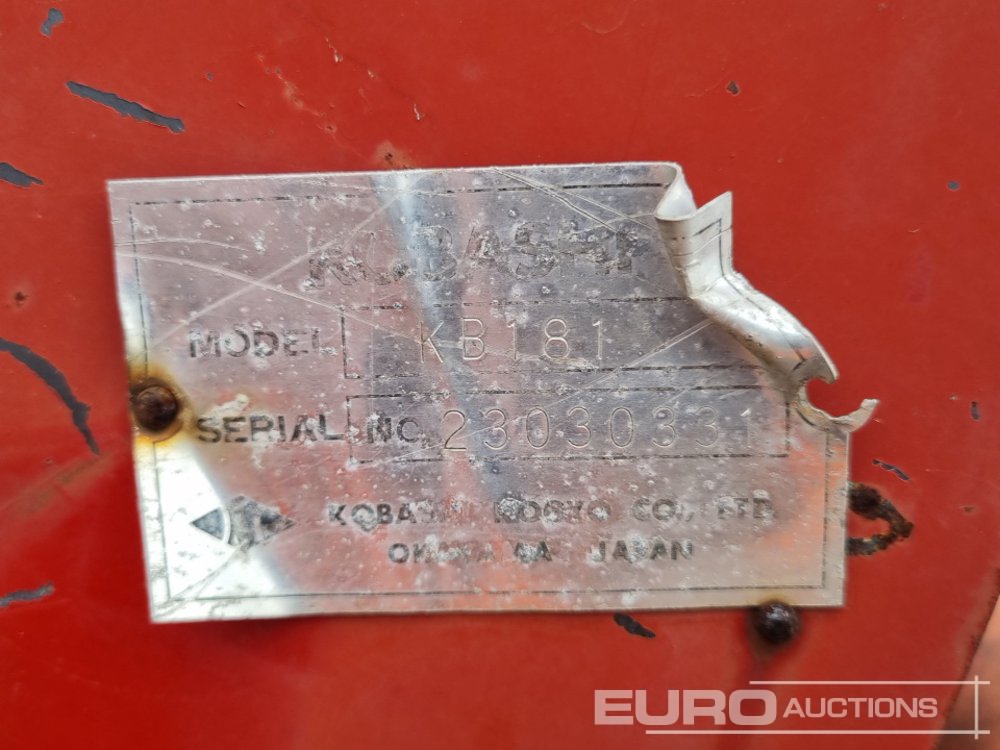 KOBASHI
MODEL KB181
SERIAL NO. 23030331
KOBASHI KOGYO CO., LTD.
OKAYAMA JAPAN
EURO AUCTIONS